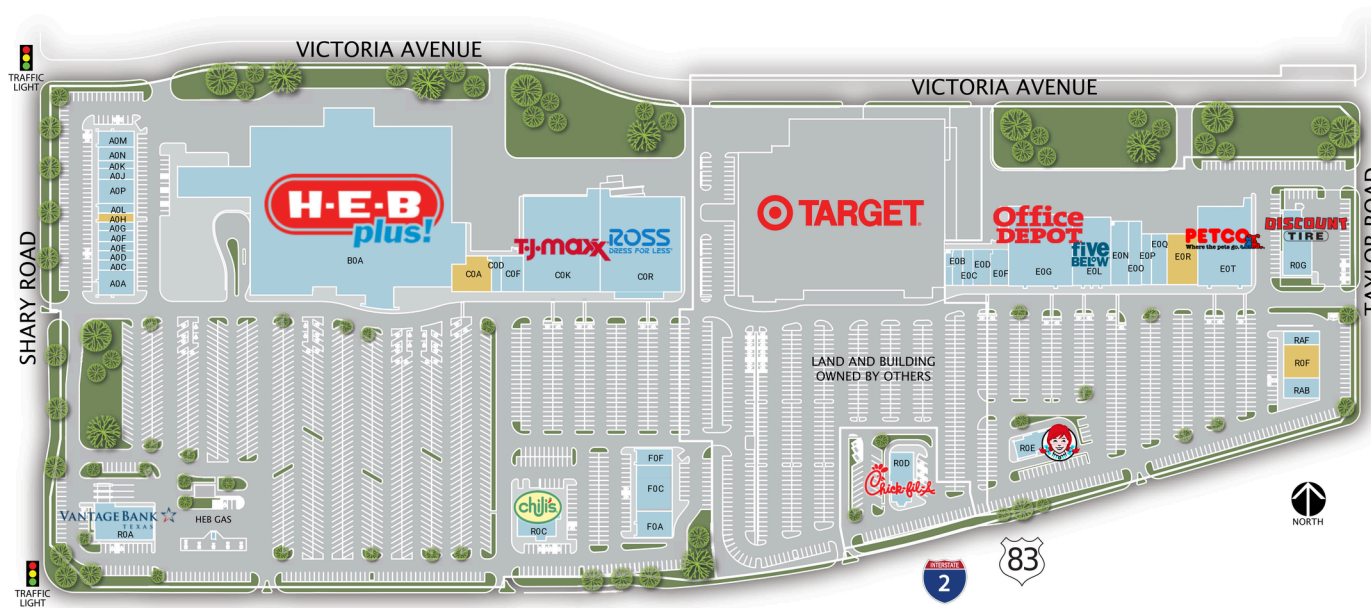 VICTORIA AVENUE
VICTORIA AVENUE
TRAFFIC
LIGHT
SHARY ROAD
TAYLOR ROAD
A0M
A0N
A0K
A0J
A0P
A0L
A0H
A0G
A0F
A0E
A0D
A0C
A0A
H-E-B
plus!
B0A
C0A
C0D
C0F
T.J.maxx
C0K
ROSS
DRESS FOR LESS
C0R
TARGET
E0B
E0C
E0D
E0F
Office
DEPOT
E0G
five
BELOW
E0L
E0N
E0O
E0P
E0Q
E0R
PETCO
Where the pets go.
E0T
DISCOUNT
TIRE
R0G
RAF
R0F
RAB
LAND AND BUILDING
OWNED BY OTHERS
R0E
R0D
Chick-fil-A
F0F
F0C
F0A
chili's
R0C
VANTAGE BANK
TEXAS
R0A
HEB GAS
NORTH
INTERSTATE
2
83
TRAFFIC
LIGHT